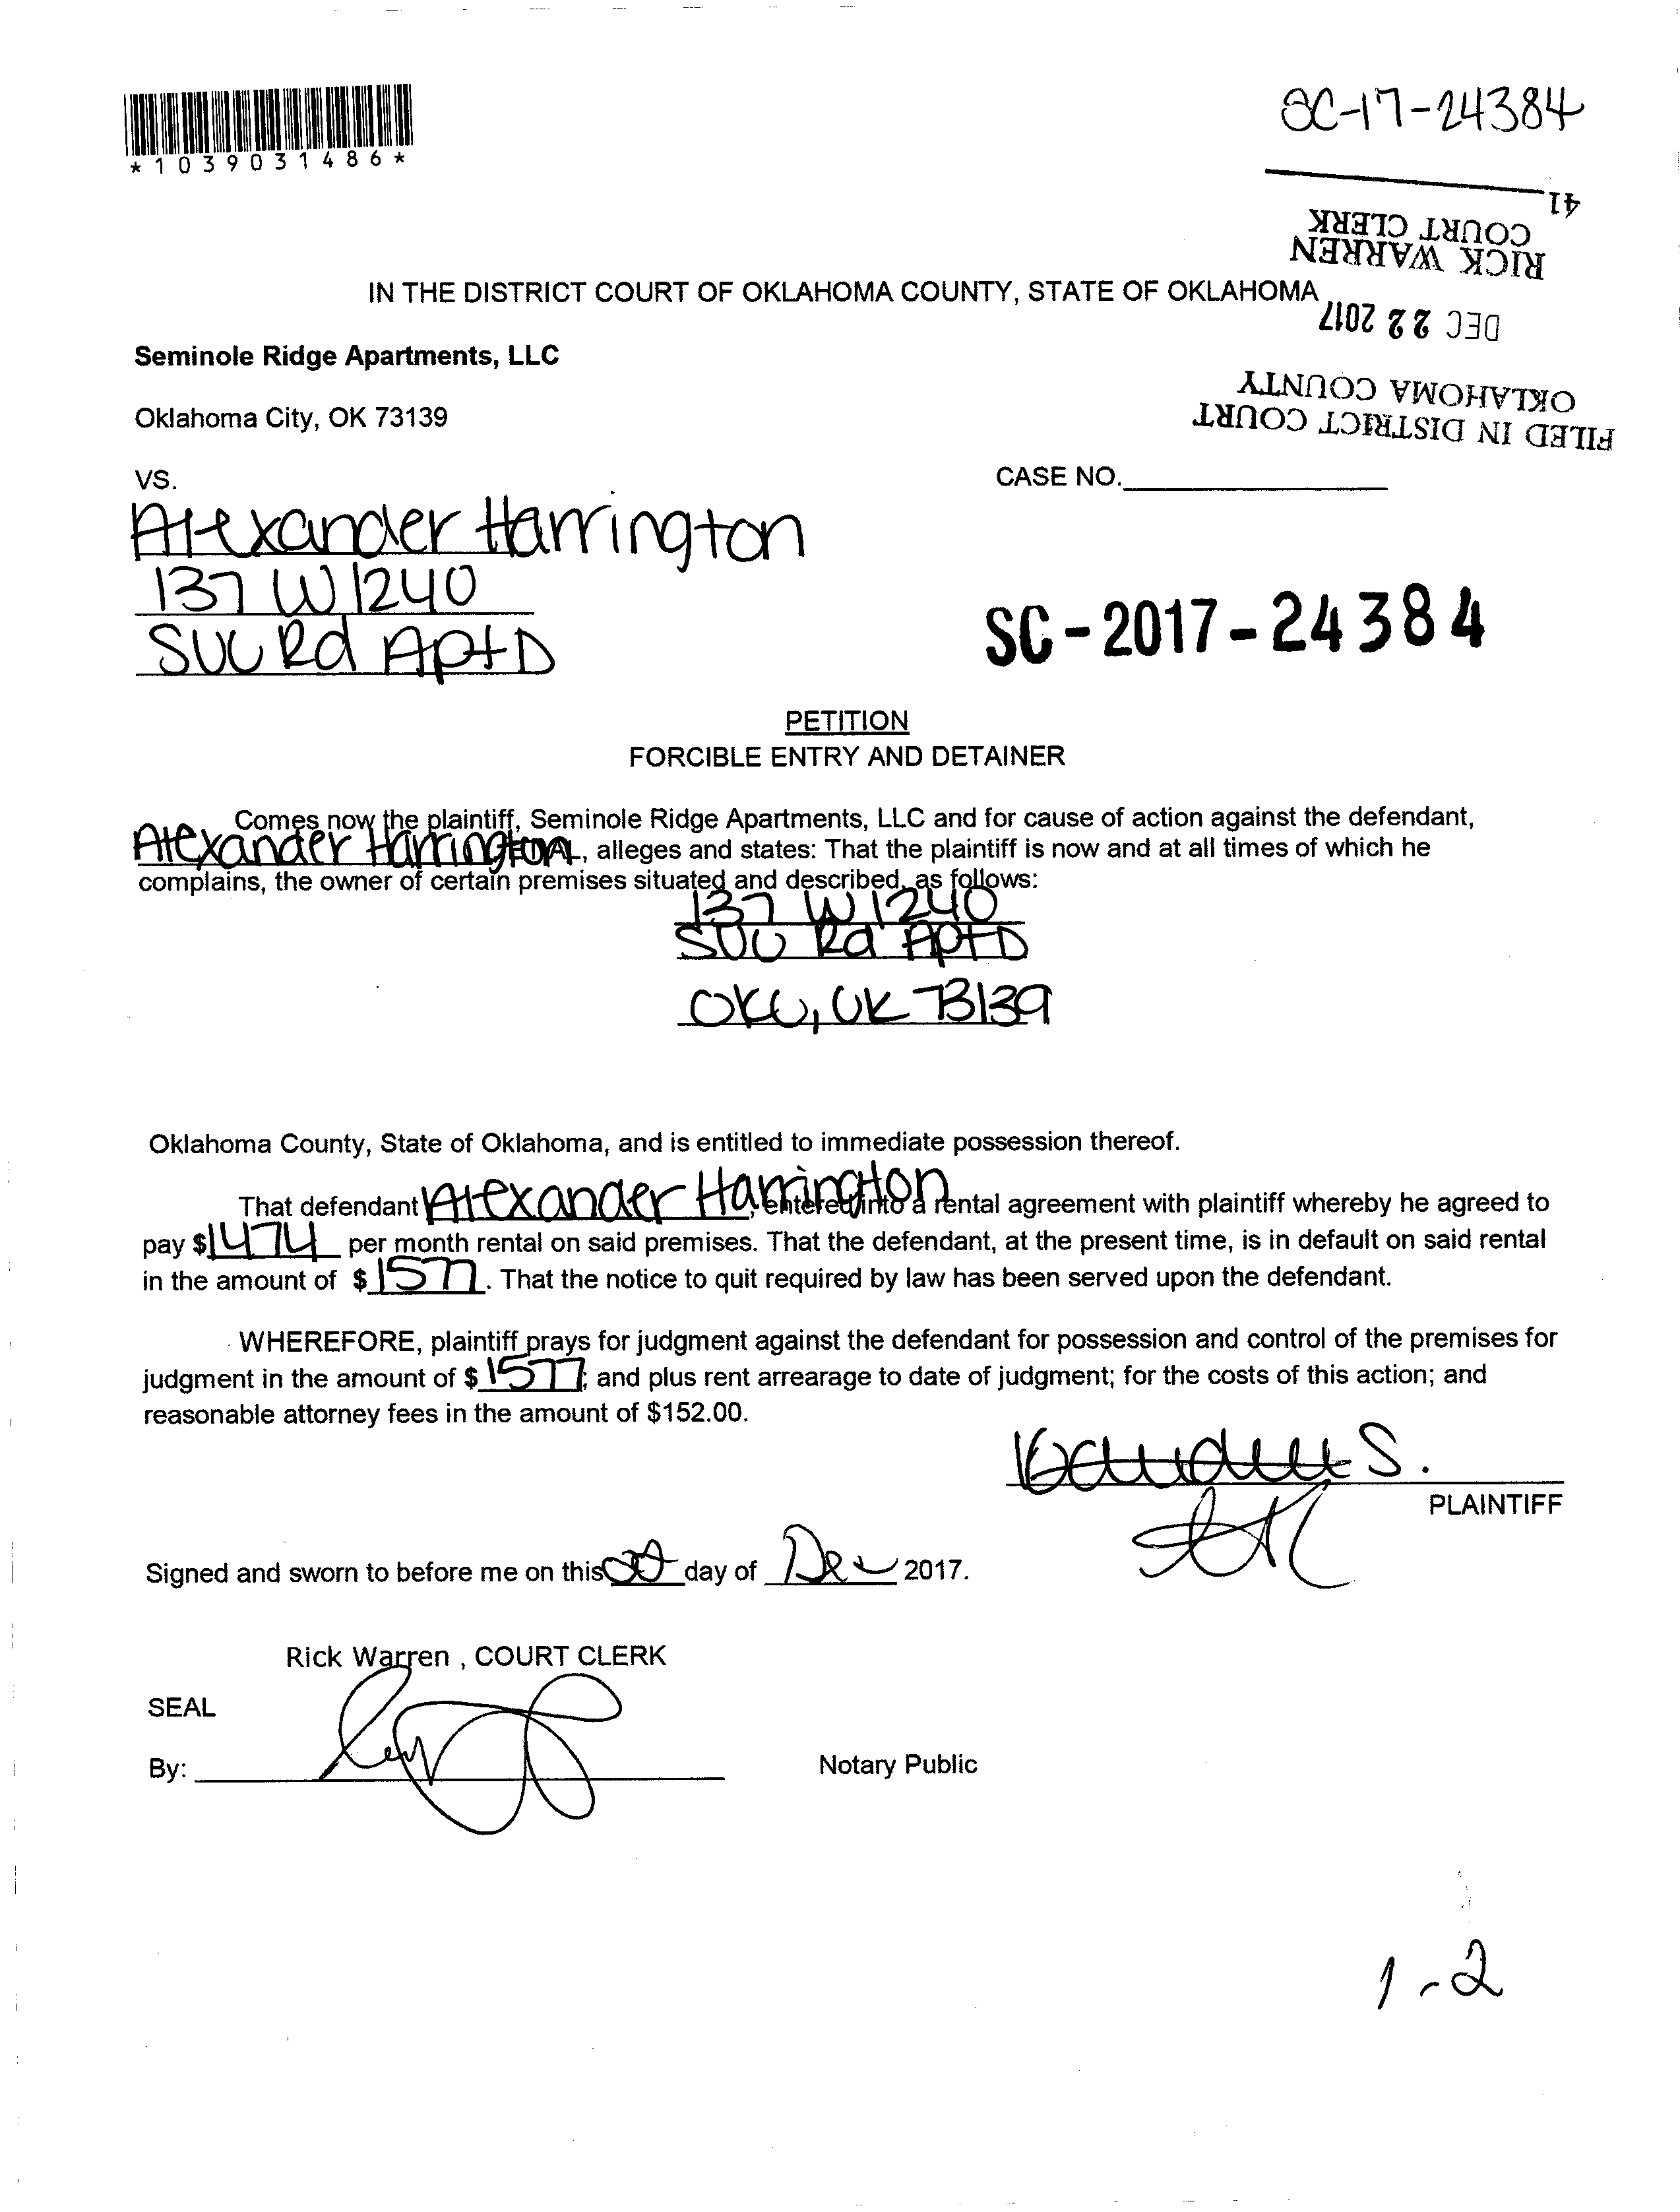 *1039031486*
SC-17-24384
41
RICK WARREN
COURT CLERK
DEC 22 2017
FILED IN DISTRICT COURT
OKLAHOMA COUNTY
IN THE DISTRICT COURT OF OKLAHOMA COUNTY, STATE OF OKLAHOMA
Seminole Ridge Apartments, LLC
Oklahoma City, OK 73139
VS.
CASE NO.
Alexander Harrington
137 W 1240
SUC Rd Apt D
SC-2017-24384
PETITION
FORCIBLE ENTRY AND DETAINER
Comes now the plaintiff, Seminole Ridge Apartments, LLC and for cause of action against the defendant,
Alexander Harrington, alleges and states: That the plaintiff is now and at all times of which he
complains, the owner of certain premises situated and described, as follows:
137 W 1240
SUC Rd Apt D
OKC, OK 73139
Oklahoma County, State of Oklahoma, and is entitled to immediate possession thereof.
That defendant Alexander Harrington, entered into a rental agreement with plaintiff whereby he agreed to
pay $1474 per month rental on said premises. That the defendant, at the present time, is in default on said rental
in the amount of $1577. That the notice to quit required by law has been served upon the defendant.
WHEREFORE, plaintiff prays for judgment against the defendant for possession and control of the premises for
judgment in the amount of $1577; and plus rent arrearage to date of judgment; for the costs of this action; and
reasonable attorney fees in the amount of $152.00.
S.
PLAINTIFF
Signed and sworn to before me on this day of Dec 2017.
Rick Warren , COURT CLERK
SEAL
By:
Notary Public
1-2